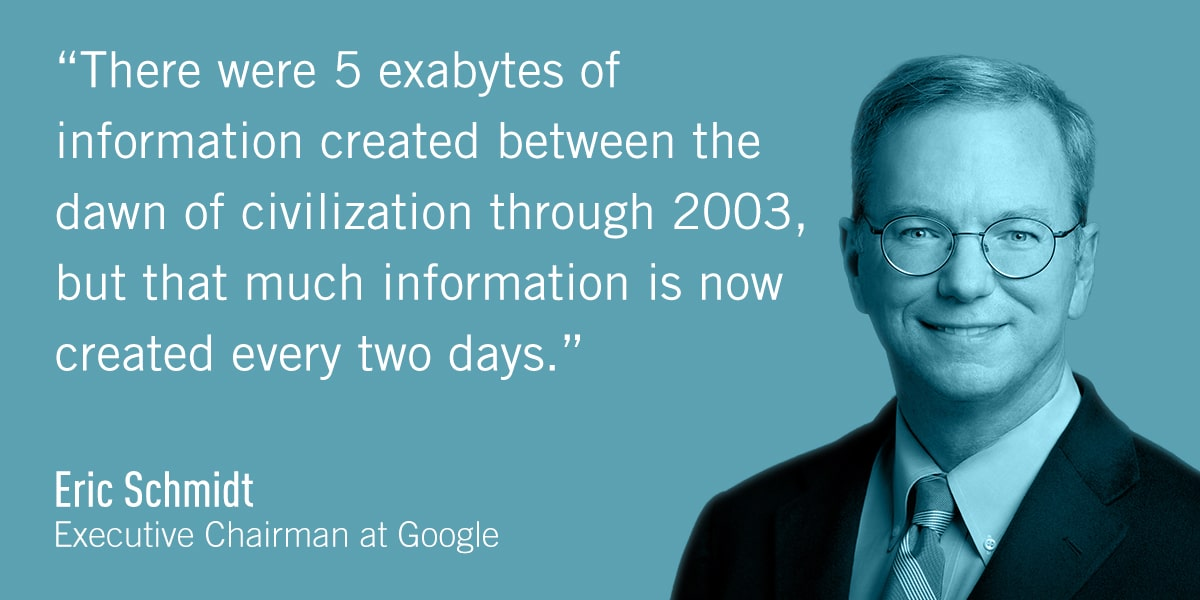 “There were 5 exabytes of
information created between the
dawn of civilization through 2003,
but that much information is now
created every two days.”
Eric Schmidt
Executive Chairman at Google